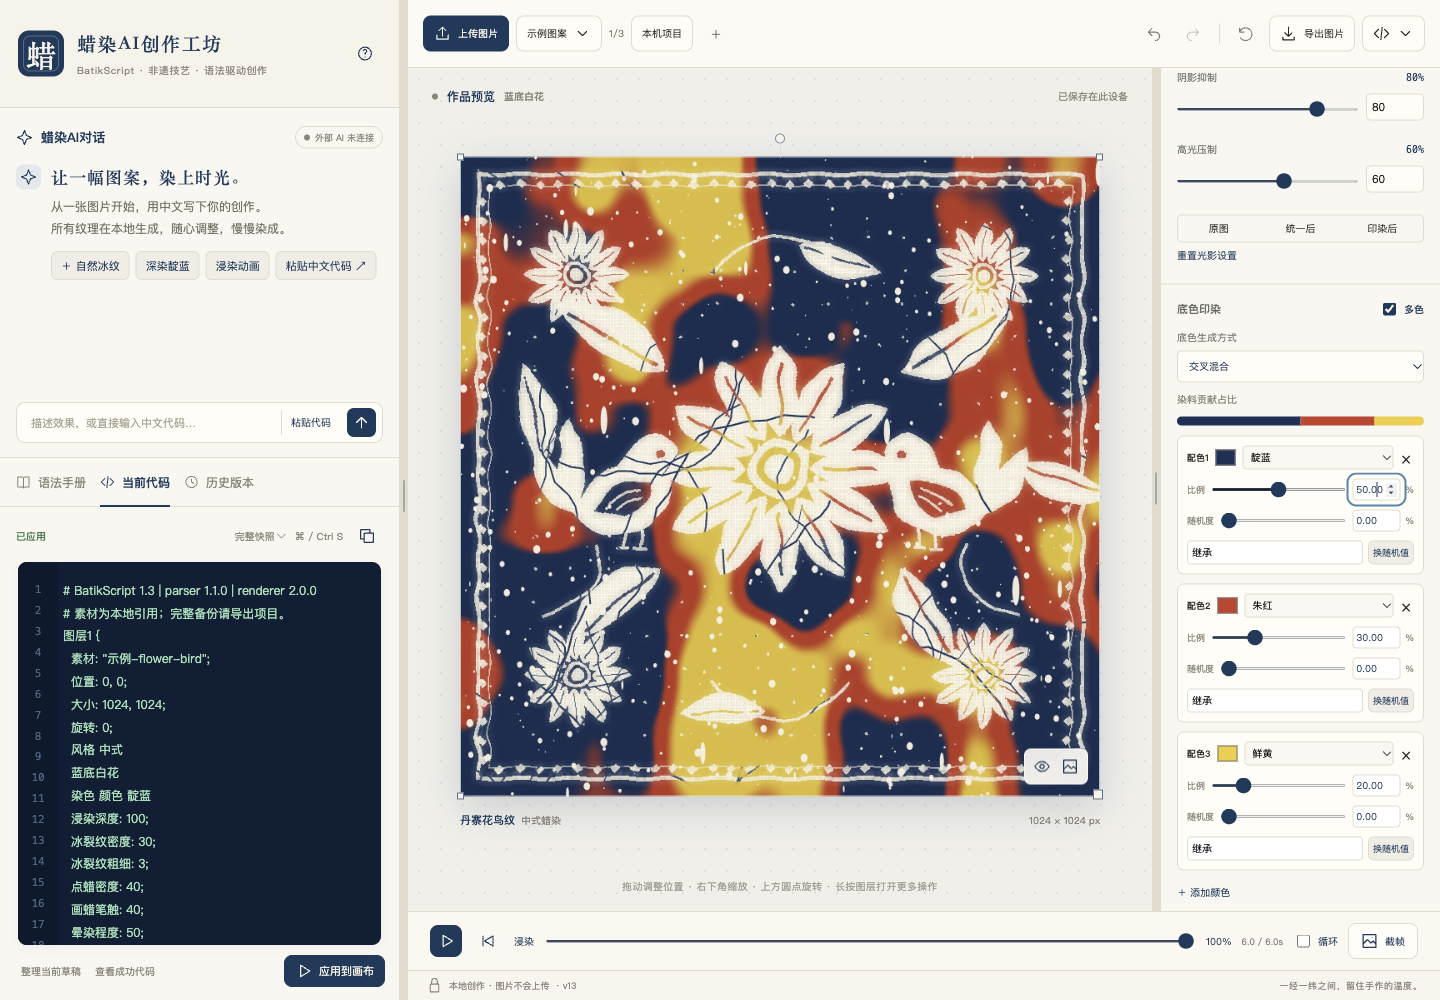 蜡
蜡染AI创作工坊
BatikScript · 非遗技艺 · 语法驱动创作
蜡染AI对话
外部 AI 未连接
让一幅图案，染上时光。
从一张图片开始，用中文写下你的创作。
所有纹理在本地生成，随心调整，慢慢染成。
+ 自然冰纹
深染靛蓝
浸染动画
粘贴中文代码 ↗
描述效果，或直接输入中文代码...
粘贴代码
语法手册
当前代码
历史版本
已应用
完整快照
⌘ / Ctrl S
1 # BatikScript 1.3 | parser 1.1.0 | renderer 2.0.0
2 # 素材为本地引用；完整备份请导出项目。
3 图层1 {
4 素材: "示例-flower-bird";
5 位置: 0, 0;
6 大小: 1024, 1024;
7 旋转: 0;
8 风格 中式
9 蓝底白花
10 染色 颜色 靛蓝
11 浸染深度: 100;
12 冰裂纹密度: 30;
13 冰裂纹粗细: 3;
14 点蜡密度: 40;
15 画蜡笔触: 40;
16 晕染程度: 50;
17
18
整理当前草稿
查看成功代码
应用到画布
上传图片
示例图案
1/3
本机项目
+
导出图片
作品预览
蓝底白花
已保存在此设备
丹寨花鸟纹
中式蜡染
1024 × 1024 px
拖动调整位置 · 右下角缩放 · 上方圆点旋转 · 长按图层打开更多操作
浸染
100%
6.0 / 6.0s
循环
截帧
本地创作 · 图片不会上传 · v13
一经一纬之间，留住手作的温度。
阴影抑制
80%
80
高光压制
60%
60
原图
统一后
印染后
重置光影设置
底色印染
多色
底色生成方式
交叉混合
染料贡献占比
配色1
靛蓝
×
比例
50.00
%
随机度
0.00
%
继承
换随机值
配色2
朱红
×
比例
30.00
%
随机度
0.00
%
继承
换随机值
配色3
鲜黄
×
比例
20.00
%
随机度
0.00
%
继承
换随机值
+ 添加颜色